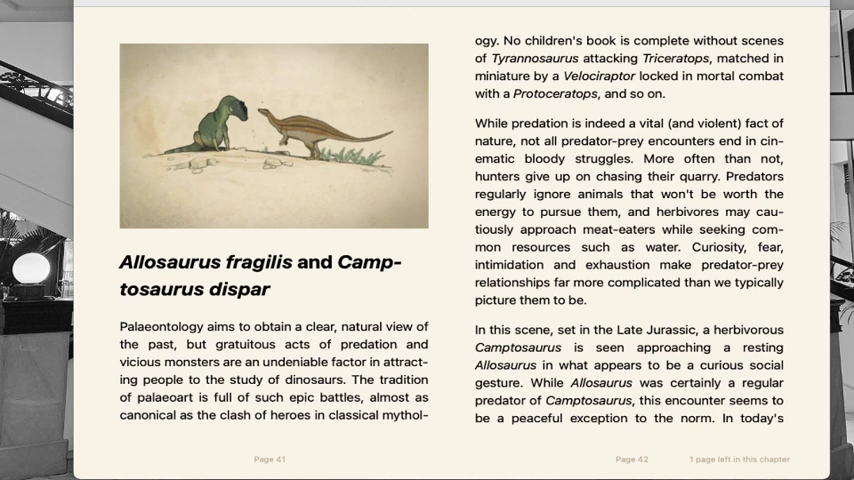 Allosaurus fragilis and Camp-
tosaurus dispar
Palaeontology aims to obtain a clear, natural view of
the past, but gratuitous acts of predation and
vicious monsters are an undeniable factor in attract-
ing people to the study of dinosaurs. The tradition
of palaeoart is full of such epic battles, almost as
canonical as the clash of heroes in classical mythol-
Page 41
ogy. No children's book is complete without scenes
of Tyrannosaurus attacking Triceratops, matched in
miniature by a Velociraptor locked in mortal combat
with a Protoceratops, and so on.
While predation is indeed a vital (and violent) fact of
nature, not all predator-prey encounters end in cin-
ematic bloody struggles. More often than not,
hunters give up on chasing their quarry. Predators
regularly ignore animals that won't be worth the
energy to pursue them, and herbivores may cau-
tiously approach meat-eaters while seeking com-
mon resources such as water. Curiosity, fear,
intimidation and exhaustion make predator-prey
relationships far more complicated than we typically
picture them to be.
In this scene, set in the Late Jurassic, a herbivorous
Camptosaurus is seen approaching a resting
Allosaurus in what appears to be a curious social
gesture. While Allosaurus was certainly a regular
predator of Camptosaurus, this encounter seems to
be a peaceful exception to the norm. In today's
Page 42
1 page left in this chapter